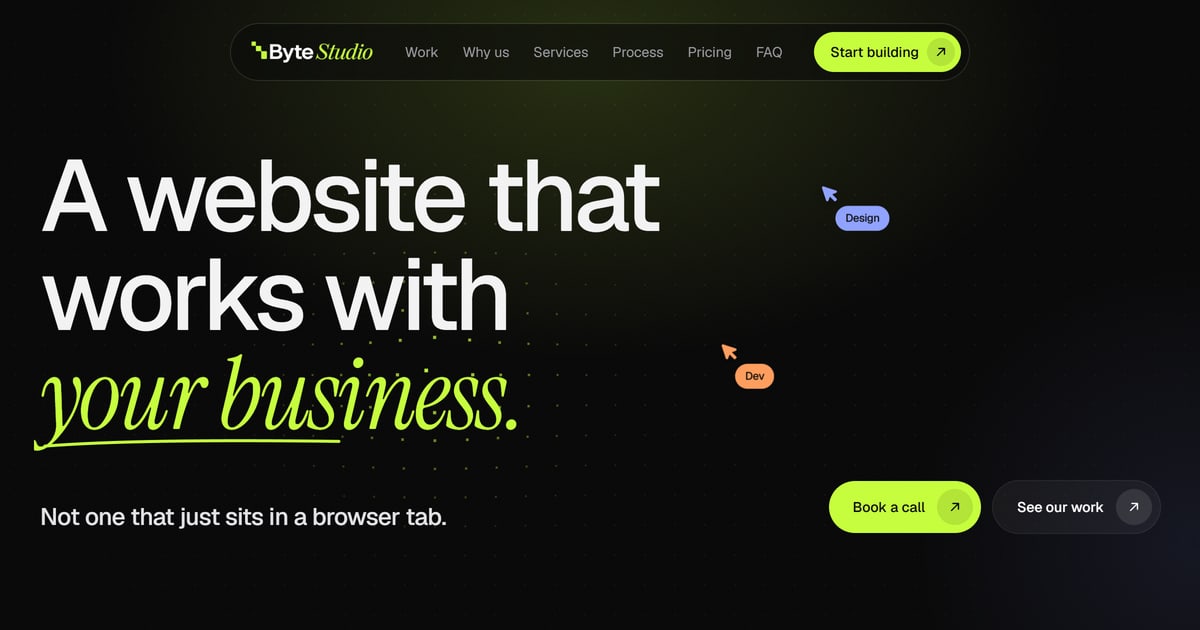 Byte Studio
Work
Why us
Services
Process
Pricing
FAQ
Start building
A website that
works with
your business.
Design
Dev
Not one that just sits in a browser tab.
Book a call
See our work